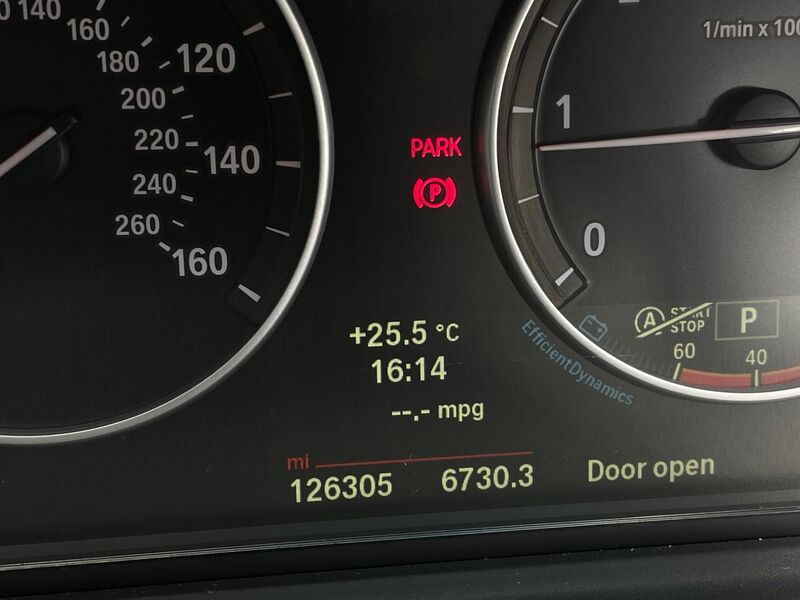 140
160
180
200
220
240
260
120
140
160
PARK
P
1/min x 100
1
0
+25.5 °C
16:14
--.- mpg
A START STOP
P
60
40
EfficientDynamics
mi
126305
6730.3
Door open